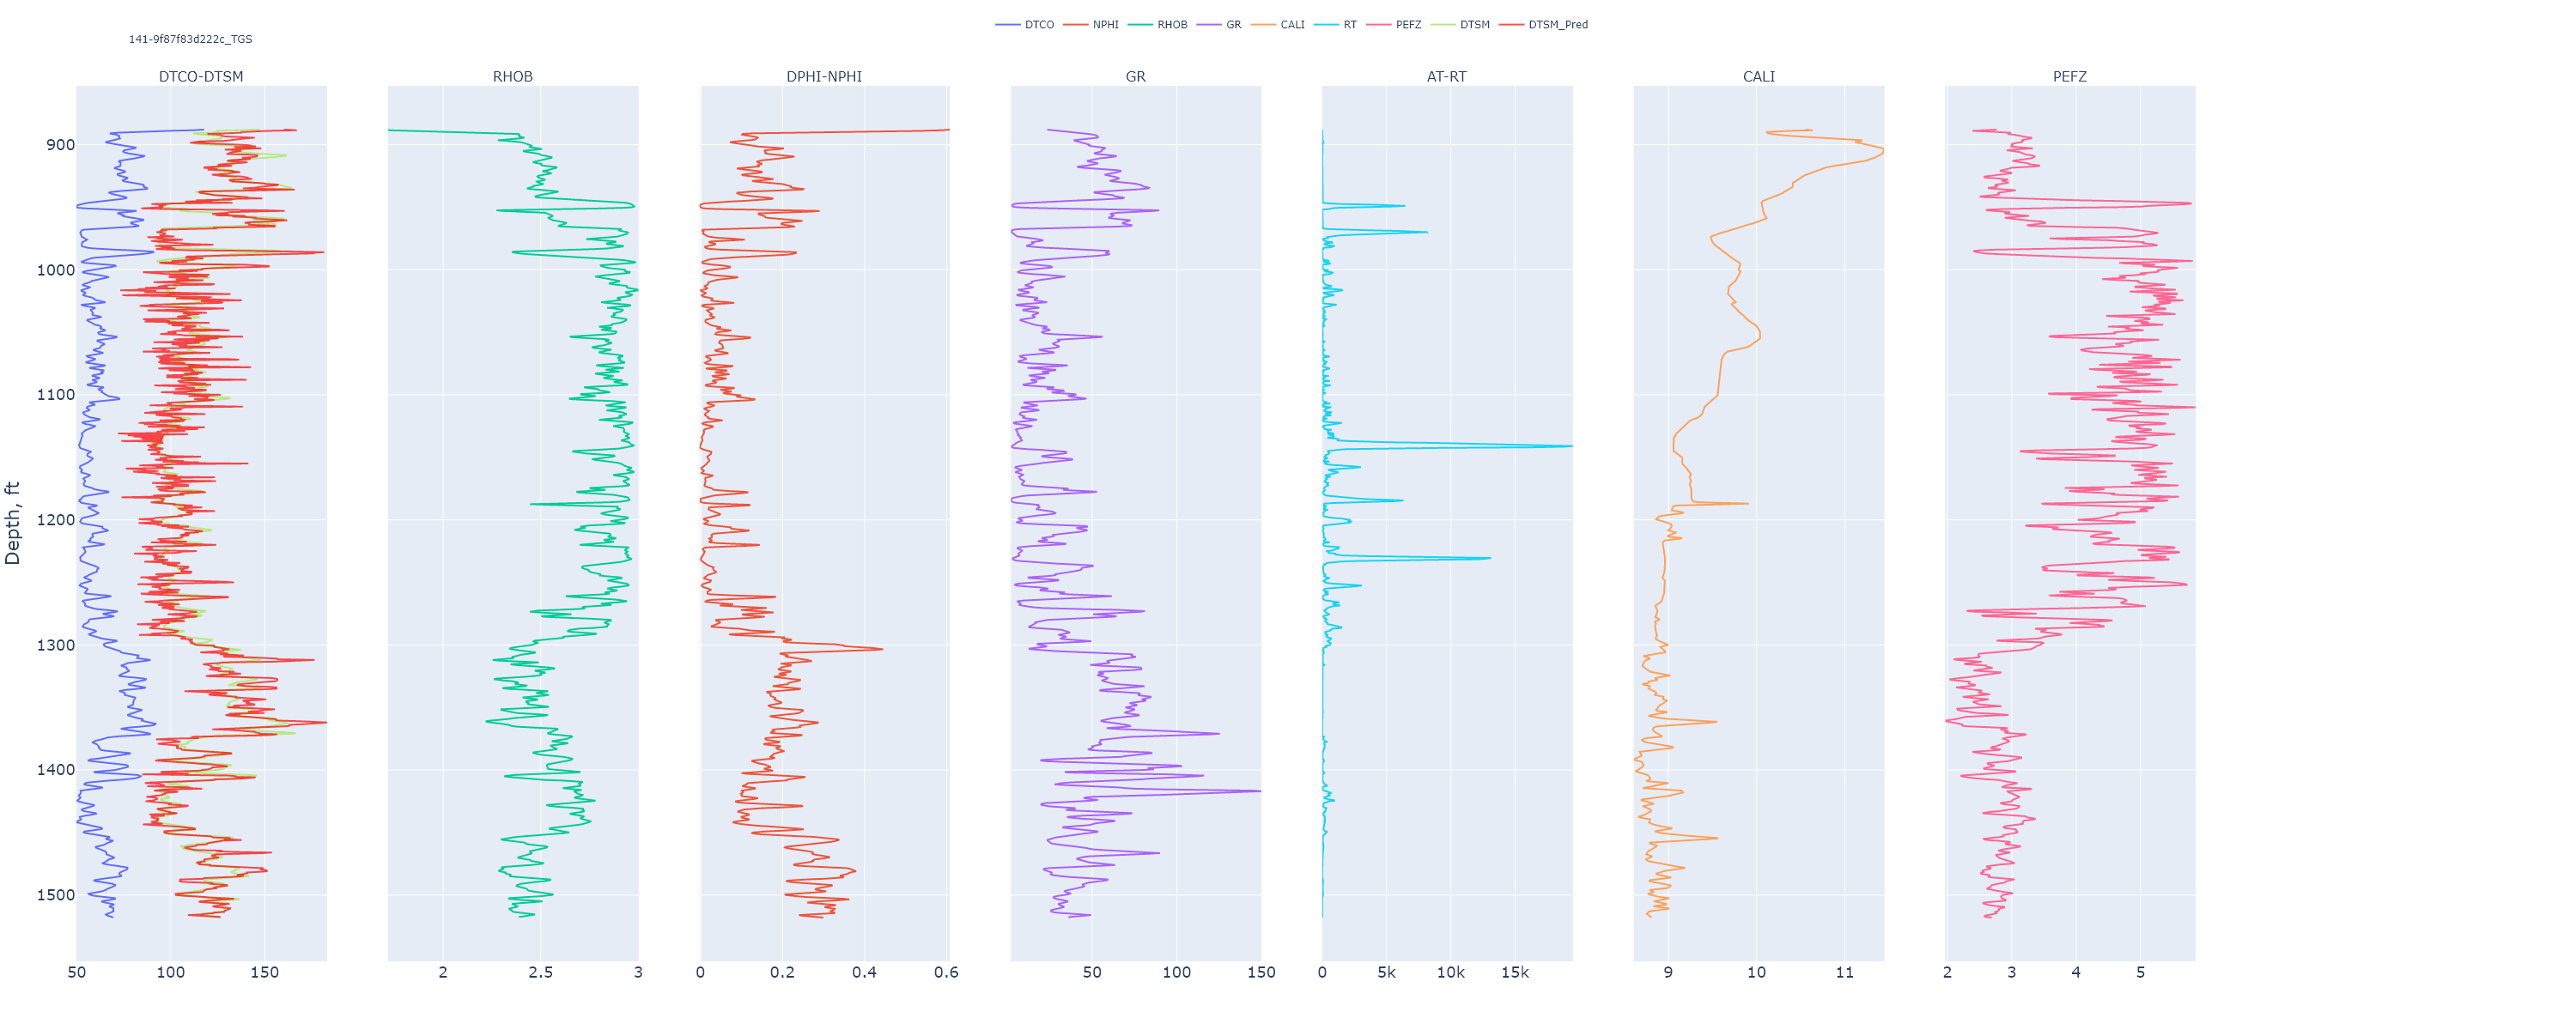 DTCO NPHI RHOB GR CALI RT PEFZ DTSM DTSM_Pred
141-9f87f83d222c_TGS
DTCO-DTSM RHOB DPHI-NPHI GR AT-RT CALI PEFZ
900
1000
1100
1200
1300
1400
1500
Depth, ft
50 100 150 2 2.5 3 0 0.2 0.4 0.6 50 100 150 0 5k 10k 15k 9 10 11 2 3 4 5